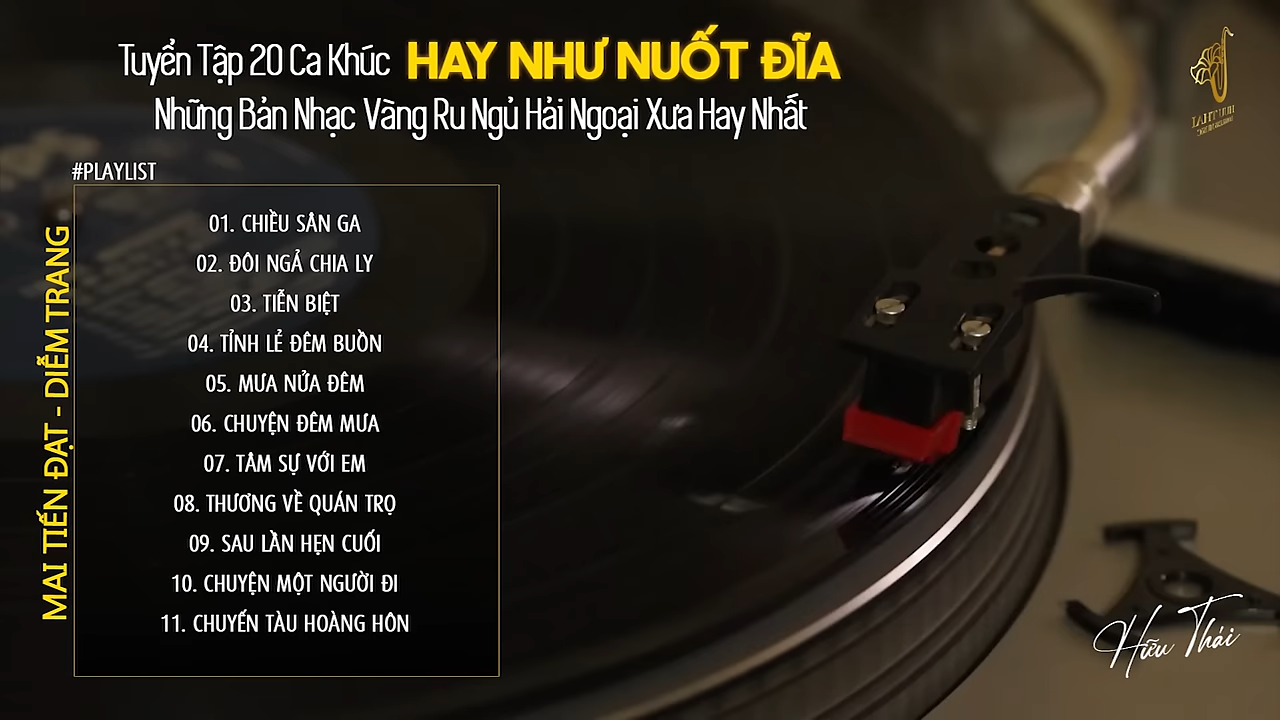 Tuyển Tập 20 Ca Khúc HAY NHƯ NUỐT ĐĨA
Những Bản Nhạc Vàng Ru Ngủ Hải Ngoại Xưa Hay Nhất
#PLAYLIST
01. CHIỀU SÂN GA
02. ĐÔI NGẢ CHIA LY
03. TIỄN BIỆT
04. TỈNH LẺ ĐÊM BUỒN
05. MƯA NỬA ĐÊM
06. CHUYỆN ĐÊM MƯA
07. TÂM SỰ VỚI EM
08. THƯƠNG VỀ QUÁN TRỌ
09. SAU LẦN HẸN CUỐI
10. CHUYỆN MỘT NGƯỜI ĐI
11. CHUYẾN TÀU HOÀNG HÔN
MAI TIẾN ĐẠT - DIỄM TRANG
Hữu Thái